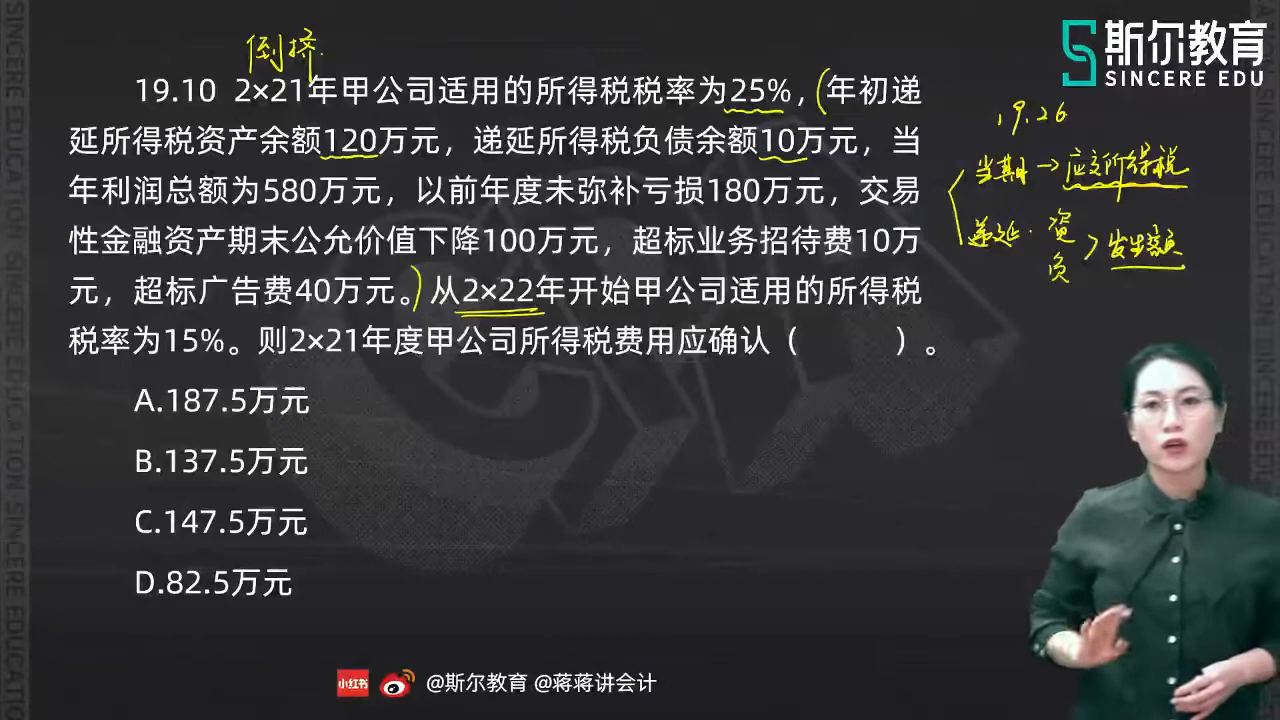 倒挤.
19.10 2×21年甲公司适用的所得税税率为25%，（年初递
延所得税资产余额120万元，递延所得税负债余额10万元，当
年利润总额为580万元，以前年度未弥补亏损180万元，交易
性金融资产期末公允价值下降100万元，超标业务招待费10万
元，超标广告费40万元。）从2×22年开始甲公司适用的所得税
税率为15%。则2×21年度甲公司所得税费用应确认（ ）。
A.187.5万元
B.137.5万元
C.147.5万元
D.82.5万元
斯尔教育
SINCERE EDU
19.26
当期→应交所得税
递延. 资
负
>发生额
小红书 @斯尔教育 @蒋蒋讲会计
SINCERE EDUCATION SINCERE EDUCATION